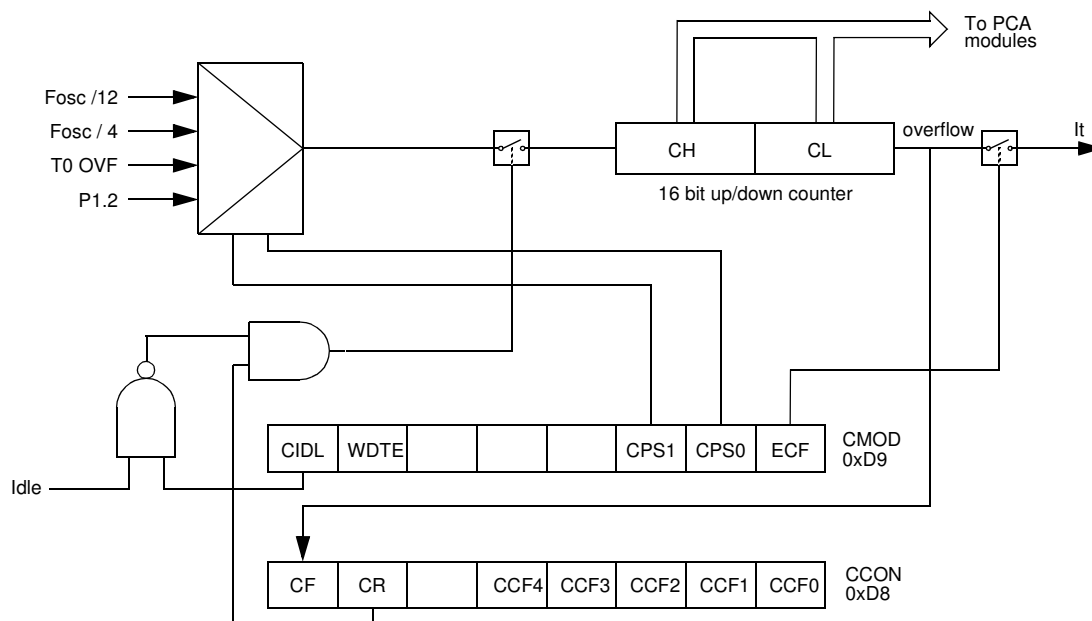 To PCA
modules
Fosc /12
Fosc / 4
T0 OVF
P1.2
CH
CL
overflow
It
16 bit up/down counter
CIDL
WDTE
CPS1
CPS0
ECF
CMOD
0xD9
Idle
CF
CR
CCF4
CCF3
CCF2
CCF1
CCF0
CCON
0xD8